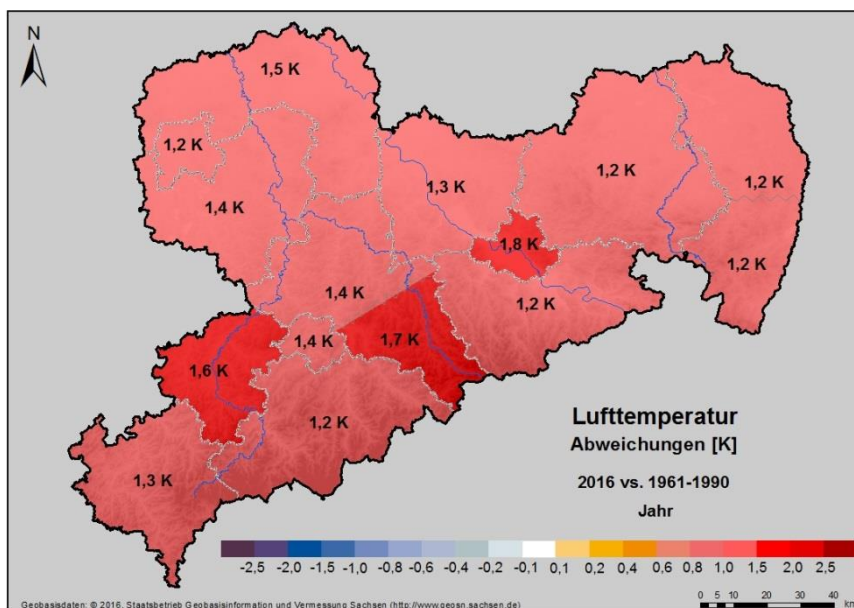 N
1,5 K
1,2 K
1,4 K
1,3 K
1,2 K
1,2 K
1,8 K
1,2 K
1,2 K
1,4 K
1,4 K
1,7 K
1,6 K
1,2 K
1,3 K
Lufttemperatur
Abweichungen [K]
2016 vs. 1961-1990
Jahr
-2,5 -2,0 -1,5 -1,0 -0,8 -0,6 -0,4 -0,2 -0,1 0,1 0,2 0,4 0,6 0,8 1,0 1,5 2,0 2,5
Geobasisdaten: © 2016, Staatsbetrieb Geobasisinformation und Vermessung Sachsen (http://www.geosn.sachsen.de)
0 5 10 20 30 40 km